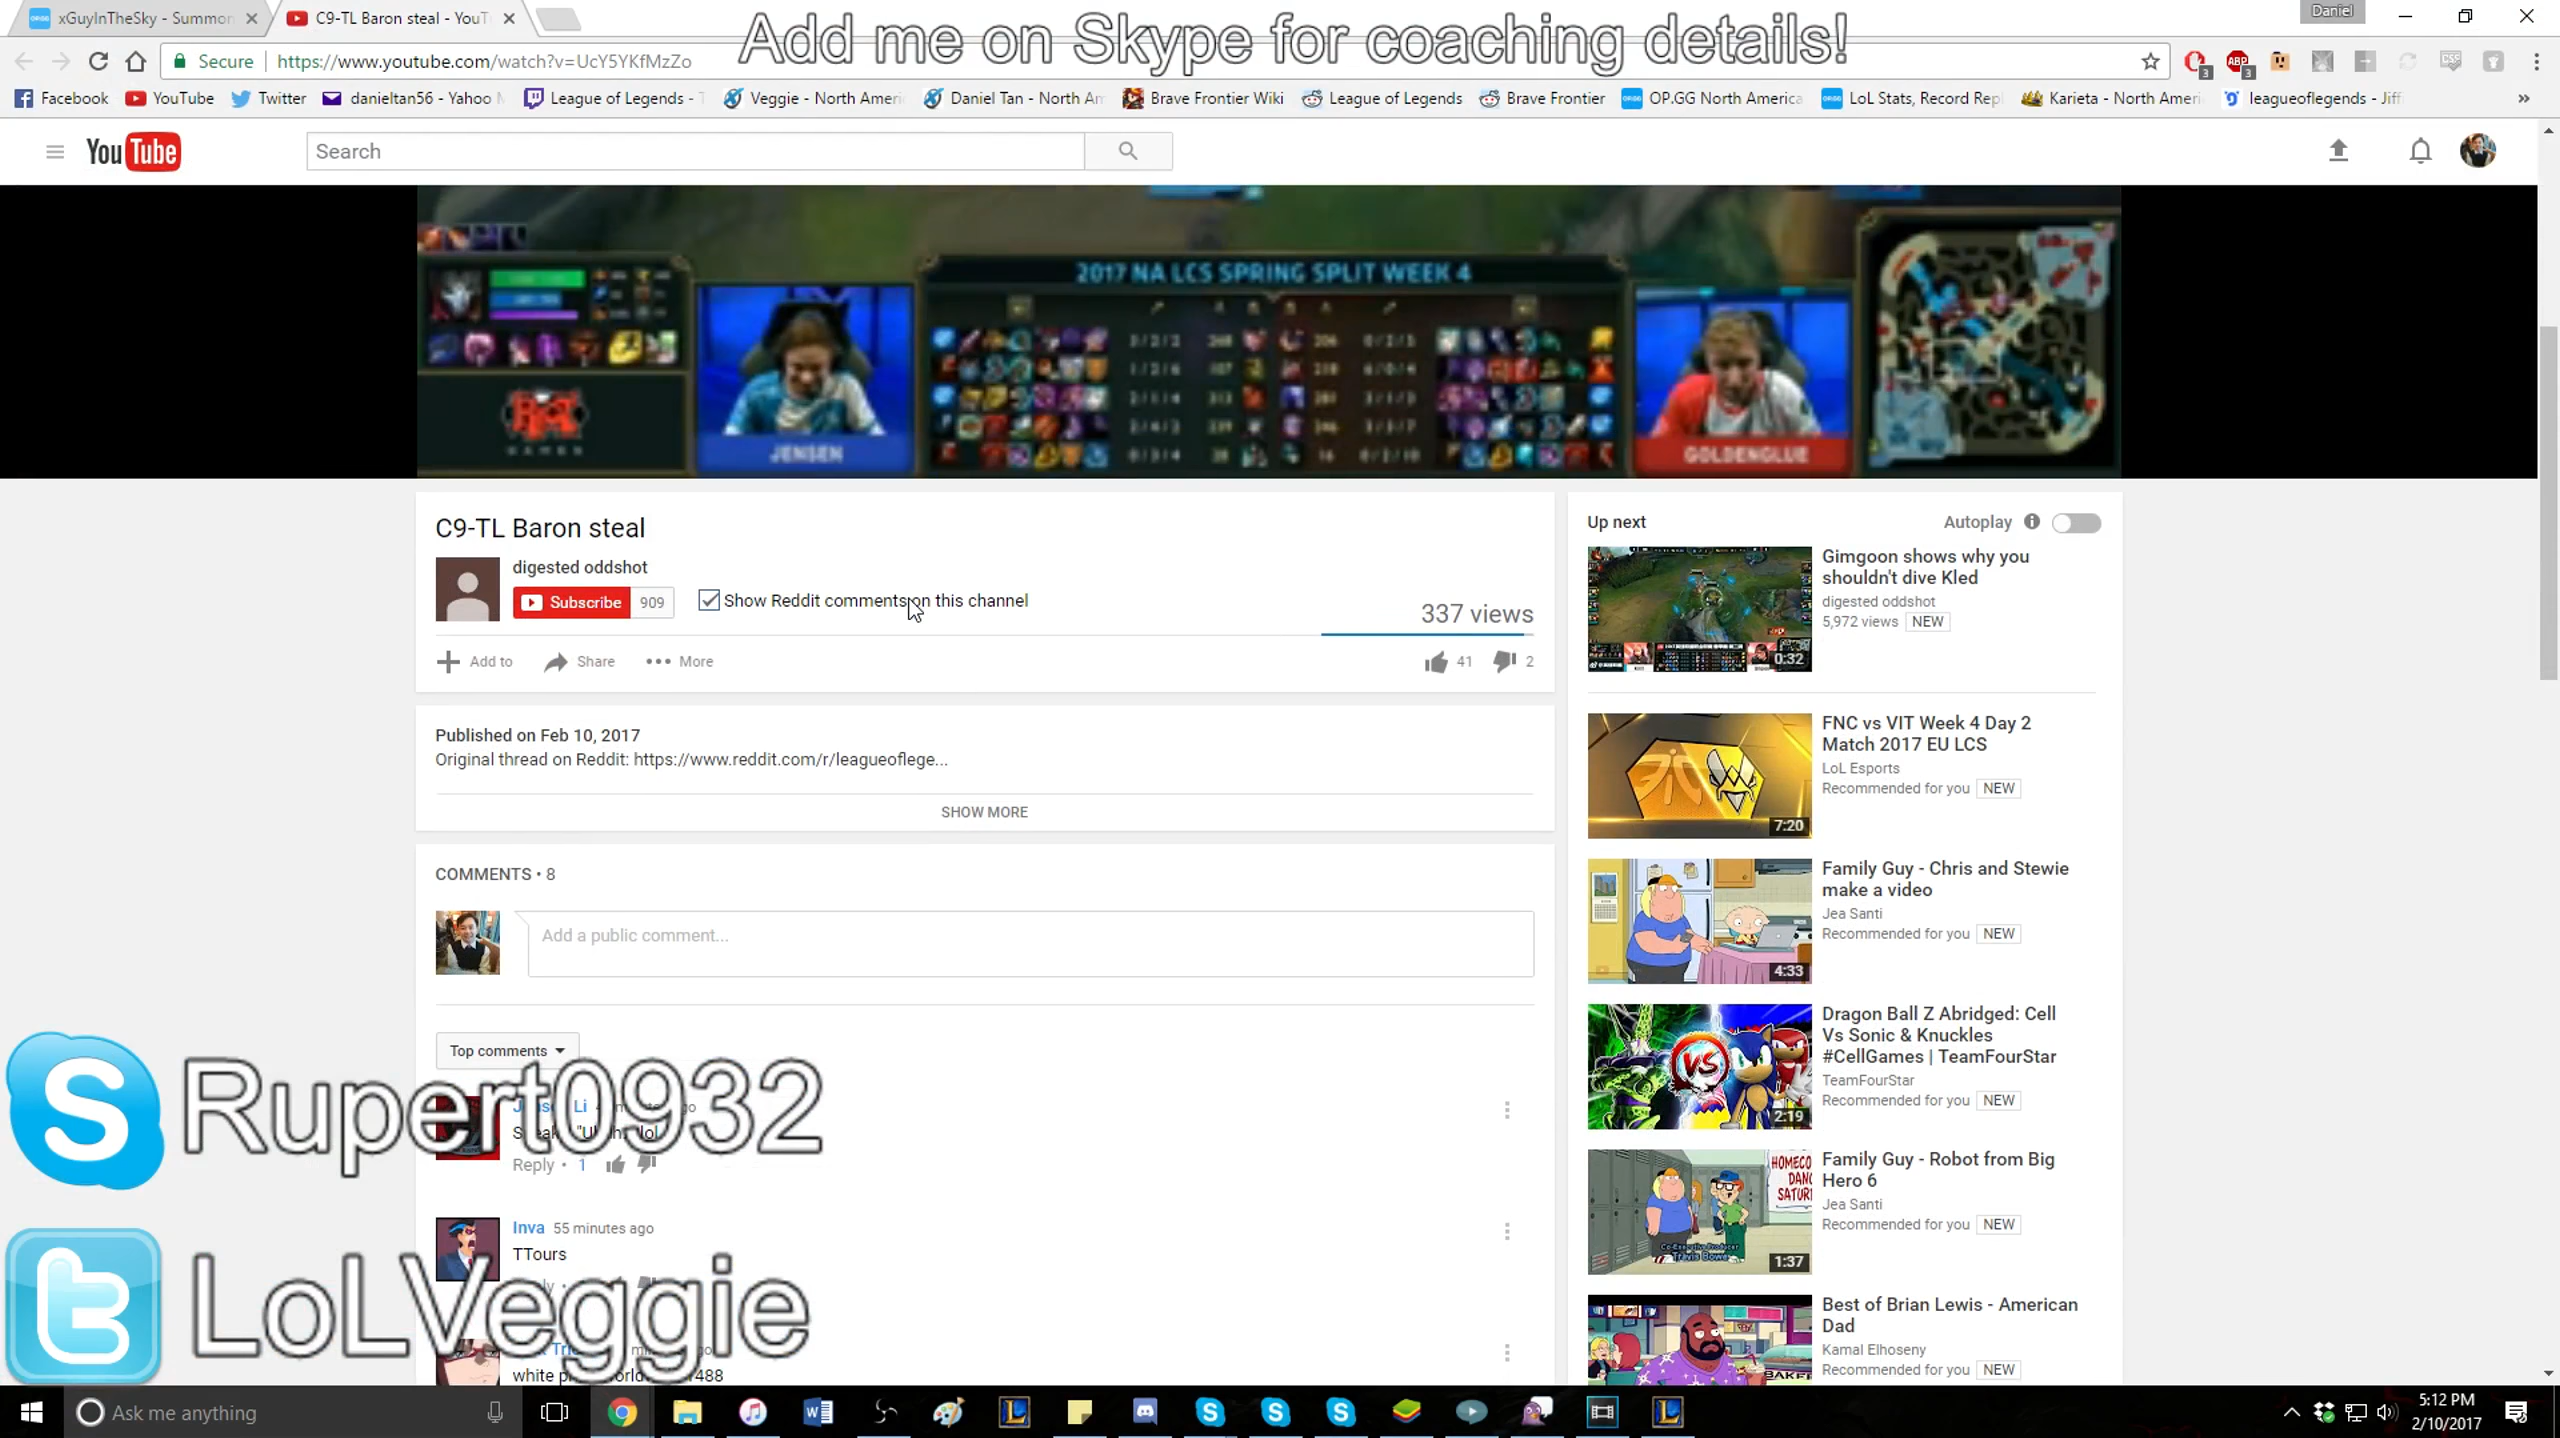 xGuyInTheSky - Summon
C9-TL Baron steal - YouT
Daniel
Add me on Skype for coaching details!
Secure
https://www.youtube.com/watch?v=UcY5YKfMzZo
Facebook
YouTube
Twitter
danieltan56 - Yahoo M
League of Legends - T
Veggie - North Ameri
Daniel Tan - North Am
Brave Frontier Wiki
League of Legends
Brave Frontier
OP.GG North America
LoL Stats, Record Rep
Karieta - North Ameri
leagueoflegends - Jiff
YouTube
Search
2017 NA LCS SPRING SPLIT WEEK 4
RIOT
GAMES
JENSEN
GOLDENGLUE
C9-TL Baron steal
digested oddshot
Subscribe 909
Show Reddit comments on this channel
337 views
Add to
Share
More
41
2
Published on Feb 10, 2017
Original thread on Reddit: https://www.reddit.com/r/leagueoflege...
SHOW MORE
COMMENTS • 8
Add a public comment...
Top comments
Rupert0932
Li
Reply • 1
Inva 55 minutes ago
TTours
LoLVeggie
white
Up next
Autoplay
Gimgoon shows why you
shouldn't dive Kled
digested oddshot
5,972 views NEW
0:32
FNC vs VIT Week 4 Day 2
Match 2017 EU LCS
LoL Esports
Recommended for you NEW
7:20
Family Guy - Chris and Stewie
make a video
Jea Santi
Recommended for you NEW
4:33
Dragon Ball Z Abridged: Cell
Vs Sonic & Knuckles
#CellGames | TeamFourStar
TeamFourStar
Recommended for you NEW
VS
2:19
Family Guy - Robot from Big
Hero 6
Jea Santi
Recommended for you NEW
1:37
Best of Brian Lewis - American
Dad
Kamal Elhoseny
Recommended for you NEW
Ask me anything
5:12 PM
2/10/2017